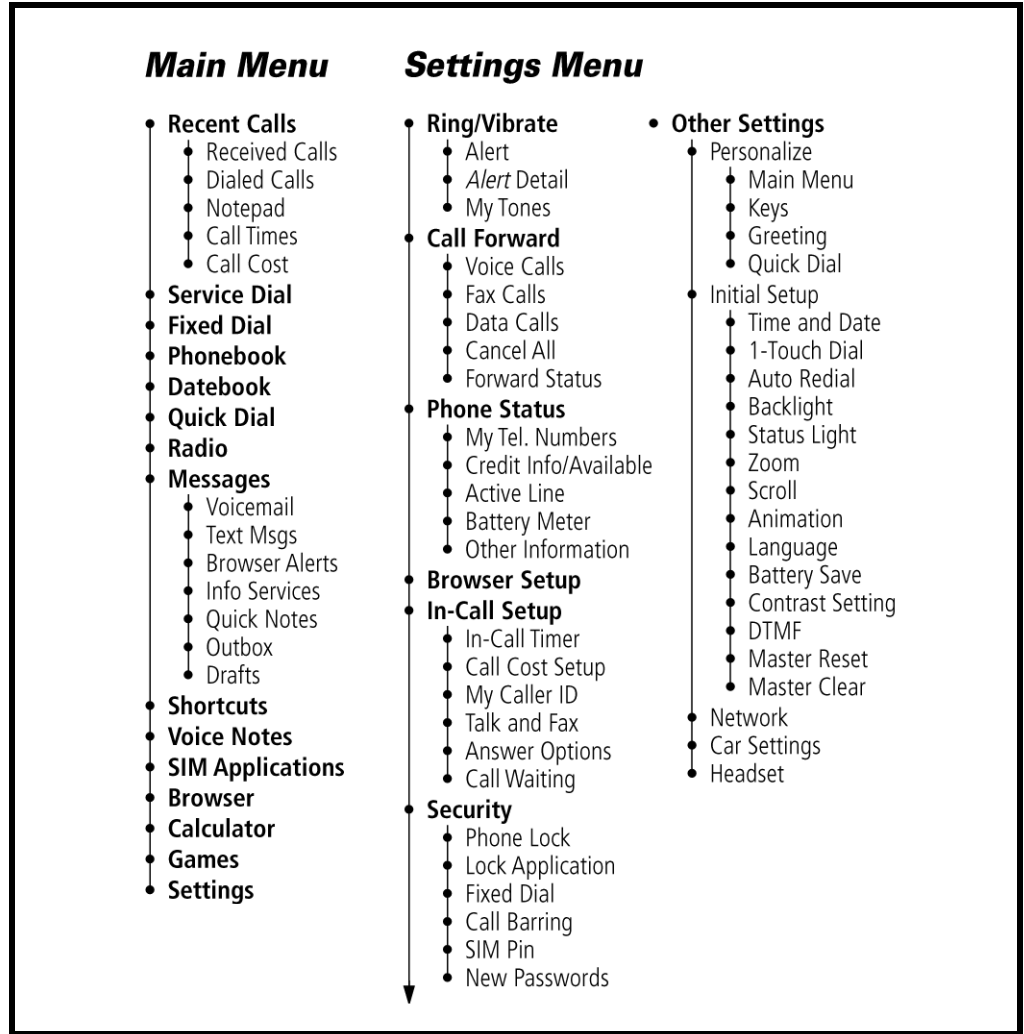 Main Menu
Recent Calls
Received Calls
Dialed Calls
Notepad
Call Times
Call Cost
Service Dial
Fixed Dial
Phonebook
Datebook
Quick Dial
Radio
Messages
Voicemail
Text Msgs
Browser Alerts
Info Services
Quick Notes
Outbox
Drafts
Shortcuts
Voice Notes
SIM Applications
Browser
Calculator
Games
Settings
Settings Menu
Ring/Vibrate
Alert
Alert Detail
My Tones
Call Forward
Voice Calls
Fax Calls
Data Calls
Cancel All
Forward Status
Phone Status
My Tel. Numbers
Credit Info/Available
Active Line
Battery Meter
Other Information
Browser Setup
In-Call Setup
In-Call Timer
Call Cost Setup
My Caller ID
Talk and Fax
Answer Options
Call Waiting
Security
Phone Lock
Lock Application
Fixed Dial
Call Barring
SIM Pin
New Passwords
Other Settings
Personalize
Main Menu
Keys
Greeting
Quick Dial
Initial Setup
Time and Date
1-Touch Dial
Auto Redial
Backlight
Status Light
Zoom
Scroll
Animation
Language
Battery Save
Contrast Setting
DTMF
Master Reset
Master Clear
Network
Car Settings
Headset